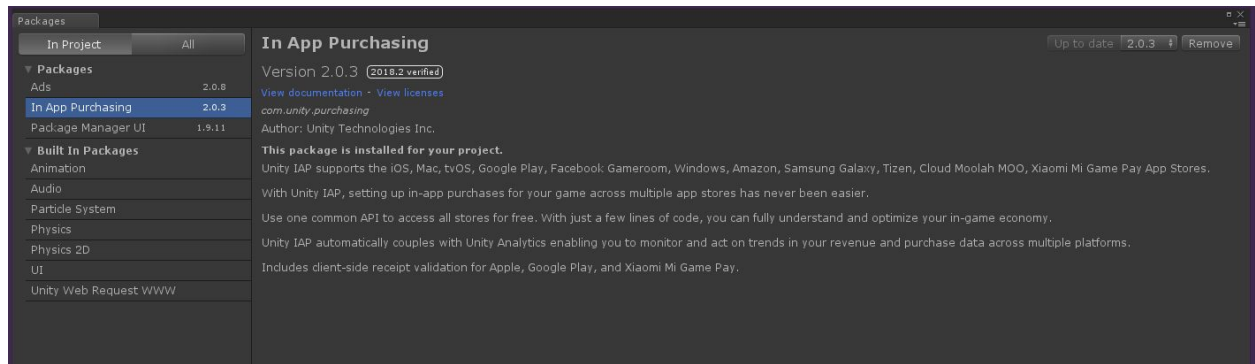 Packages
In Project All
Packages
Ads 2.0.8
In App Purchasing 2.0.3
Package Manager UI 1.9.11
Built In Packages
Animation
Audio
Particle System
Physics
Physics 2D
UI
Unity Web Request WWW
In App Purchasing
Up to date 2.0.3 Remove
Version 2.0.3 2018.2 verified
View documentation - View licenses
com.unity.purchasing
Author: Unity Technologies Inc.
This package is installed for your project.
Unity IAP supports the iOS, Mac, tvOS, Google Play, Facebook Gameroom, Windows, Amazon, Samsung Galaxy, Tizen, Cloud Moolah MOO, Xiaomi Mi Game Pay App Stores.
With Unity IAP, setting up in-app purchases for your game across multiple app stores has never been easier.
Use one common API to access all stores for free. With just a few lines of code, you can fully understand and optimize your in-game economy.
Unity IAP automatically couples with Unity Analytics enabling you to monitor and act on trends in your revenue and purchase data across multiple platforms.
Includes client-side receipt validation for Apple, Google Play, and Xiaomi Mi Game Pay.